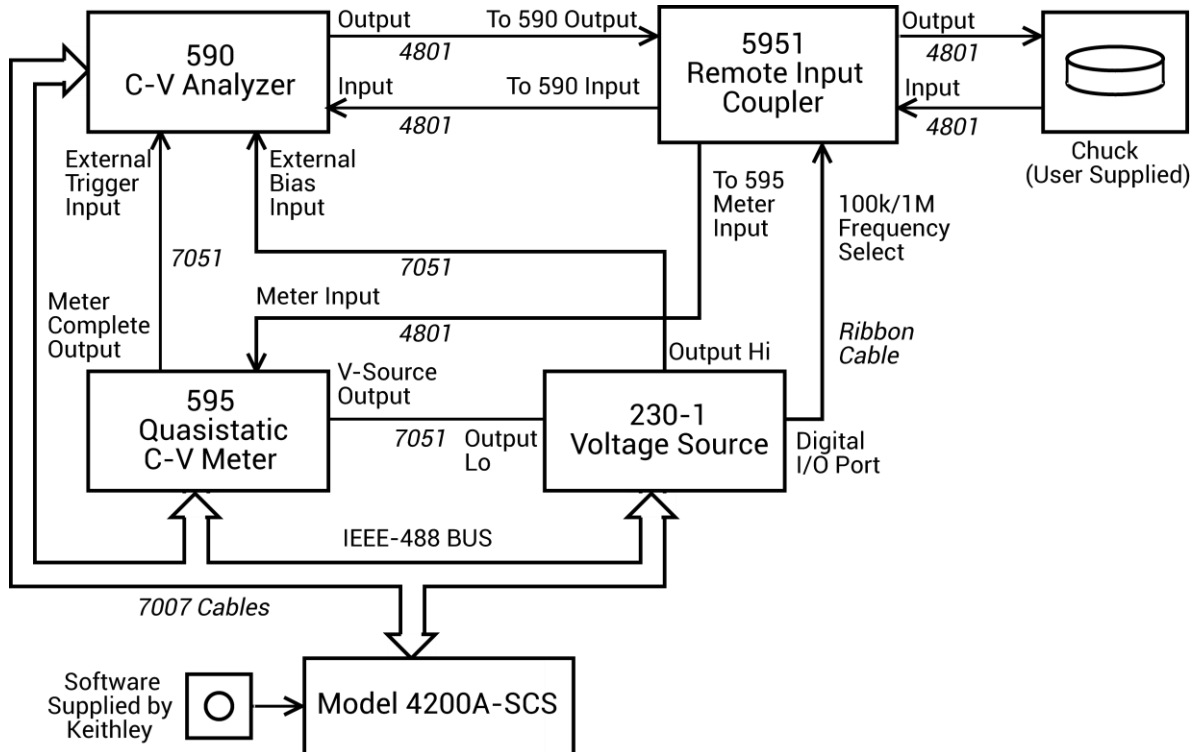 590
C-V Analyzer
Output
4801
To 590 Output
Input
4801
To 590 Input
5951
Remote Input
Coupler
Output
4801
Input
4801
Chuck
(User Supplied)
External
Trigger
Input
External
Bias
Input
To 595
Meter
Input
100k/1M
Frequency
Select
7051
7051
Meter
Complete
Output
Meter Input
4801
Ribbon
Cable
Output Hi
595
Quasistatic
C-V Meter
V-Source
Output
7051
Output
Lo
230-1
Voltage Source
Digital
I/O Port
IEEE-488 BUS
7007 Cables
Software
Supplied by
Keithley
Model 4200A-SCS